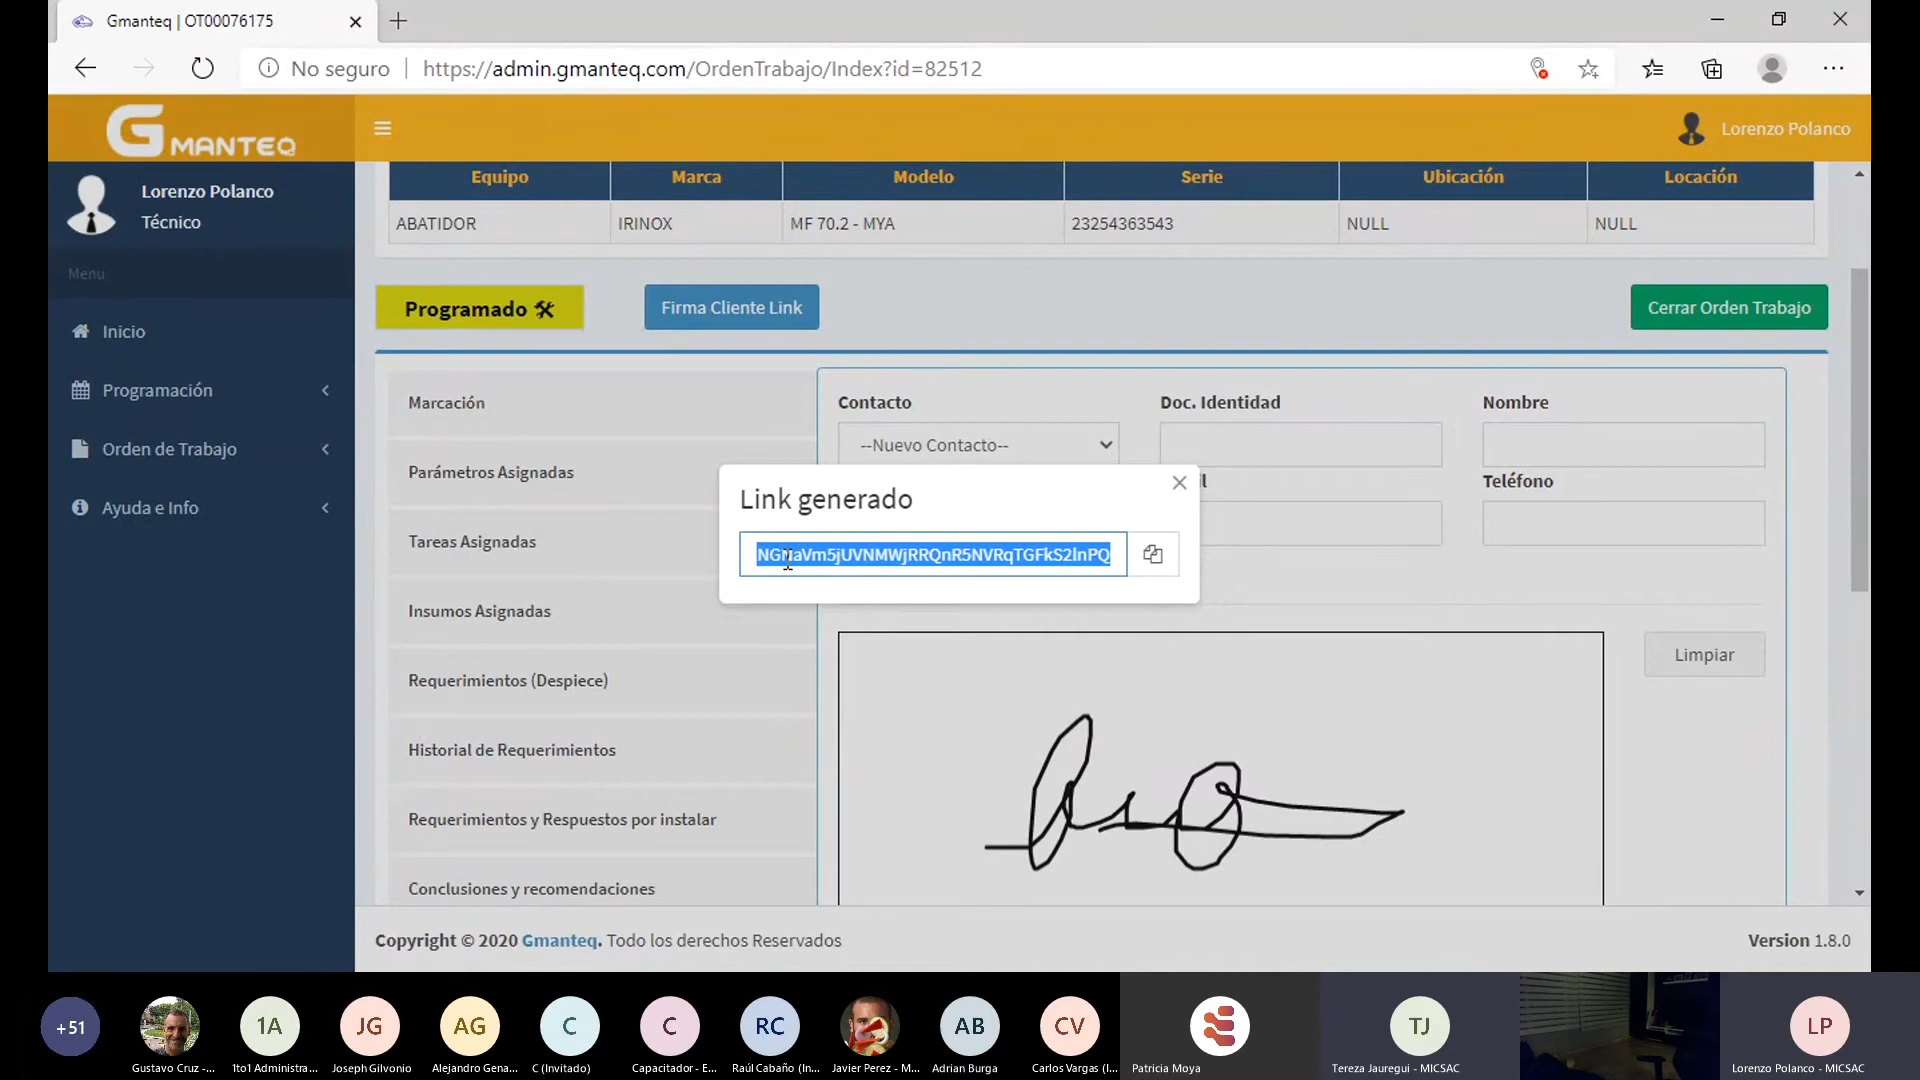 Gmanteq | OT00076175
No seguro | https://admin.gmanteq.com/OrdenTrabajo/Index?id=82512
GMANTEQ
Lorenzo Polanco
Lorenzo Polanco
Técnico
Menu
Inicio
Programación
Orden de Trabajo
Ayuda e Info
Equipo Marca Modelo Serie Ubicación Locación
ABATIDOR IRINOX MF 70.2 - MYA 23254363543 NULL NULL
Programado
Firma Cliente Link
Cerrar Orden Trabajo
Marcación
Parámetros Asignadas
Tareas Asignadas
Insumos Asignadas
Requerimientos (Despiece)
Historial de Requerimientos
Requerimientos y Respuestos por instalar
Conclusiones y recomendaciones
Contacto Doc. Identidad Nombre
--Nuevo Contacto--
Teléfono
Link generado
NGNaVm5jUVNMWjRRQnR5NVRqTGFkS2lnPQ
Limpiar
Copyright © 2020 Gmanteq. Todo los derechos Reservados
Version 1.8.0
+51
1A JG AG C C RC AB CV TJ LP
Gustavo Cruz -... 1to1 Administra... Joseph Gilvonio Alejandro Gena... C (Invitado) Capacitador - E... Raúl Cabaño (In... Javier Perez - M... Adrian Burga Carlos Vargas (I... Patricia Moya Tereza Jauregui - MICSAC Lorenzo Polanco - MICSAC